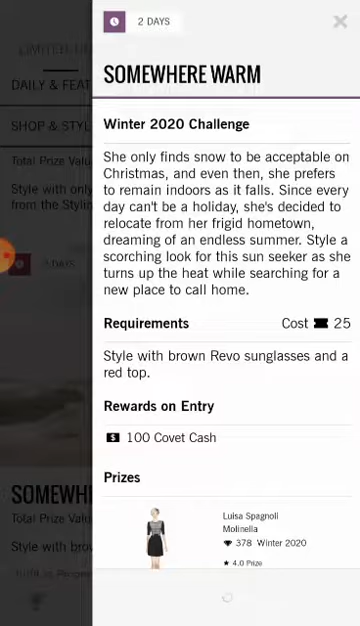 2 DAYS
SOMEWHERE WARM
Winter 2020 Challenge
She only finds snow to be acceptable on
Christmas, and even then, she prefers
to remain indoors as it falls. Since every
day can't be a holiday, she's decided to
relocate from her frigid hometown,
dreaming of an endless summer. Style a
scorching look for this sun seeker as she
turns up the heat while searching for a
new place to call home.
Requirements Cost 25
Style with brown Revo sunglasses and a
red top.
Rewards on Entry
100 Covet Cash
Prizes
Luisa Spagnoli
Molinella
378 Winter 2020
4.0 Prize
DAILY & FEAT
SHOP & STYL
Total Prize Valu
Style with only
from the Stylin
3 DAYS
SOMEWH
Total Prize Valu
Style with brow